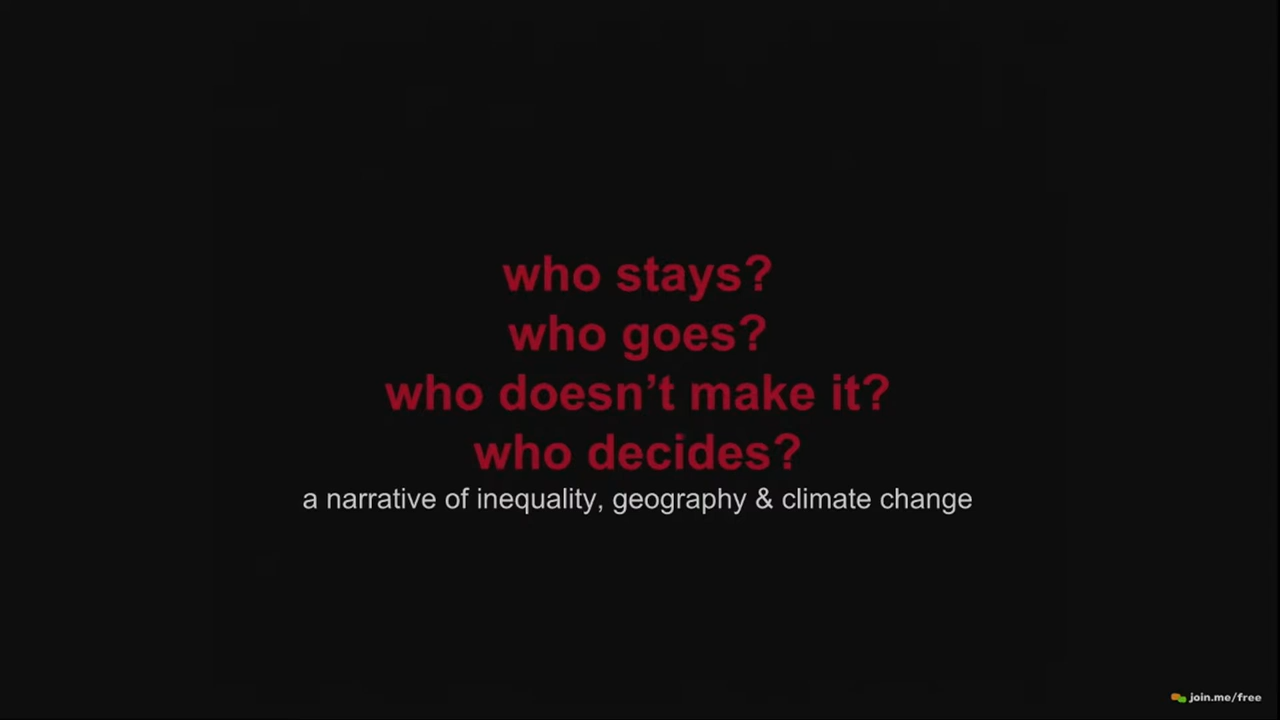 who stays?
who goes?
who doesn’t make it?
who decides?
a narrative of inequality, geography & climate change
join.me/free